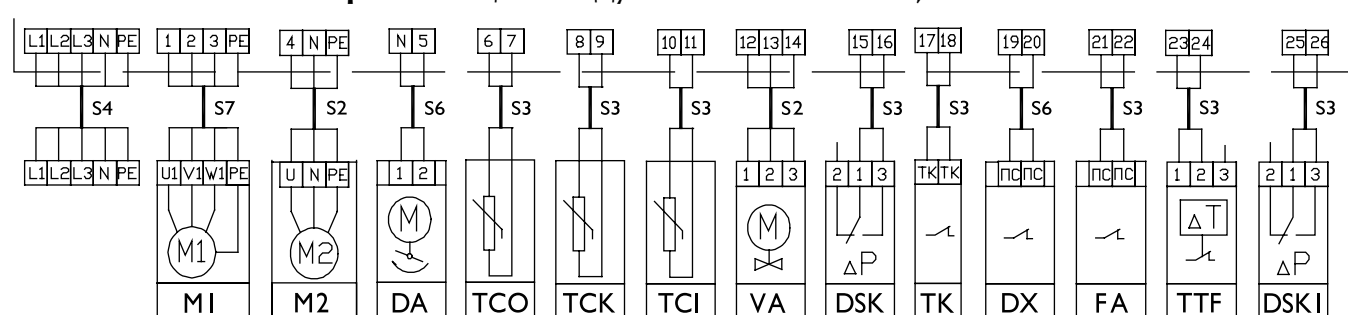 L1 L2 L3 N PE 1 2 3 PE 4 N PE N 5 6 7 8 9 10 11 12 13 14 15 16 17 18 19 20 21 22 23 24 25 26
S4 S7 S2 S6 S3 S3 S3 S2 S3 S3 S6 S3 S3 S3
L1 L2 L3 N PE U1 V1 W1 PE U N PE 1 2 1 2 3 2 1 3 ТК ТК ПС ПС ПС ПС 1 2 3 2 1 3
M1 M2 M M ΔT
ΔP ΔP
M1 M2 DA TCO TCK TCI VA DSK TK DX FA TTF DSK1